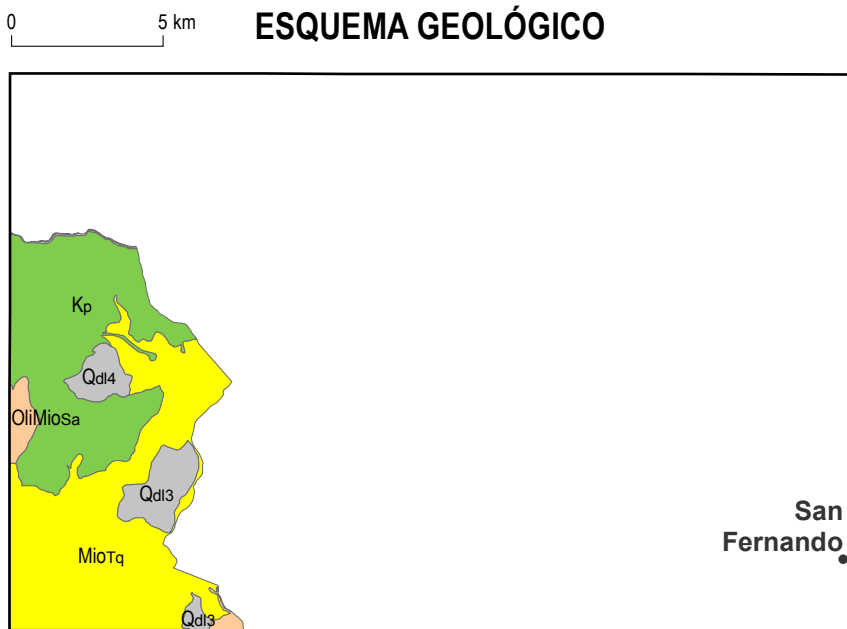 0 5 km
ESQUEMA GEOLÓGICO
Kp
Qdl4
OliMioSa
Qdl3
San
Fernando
MioTq
Qdl3